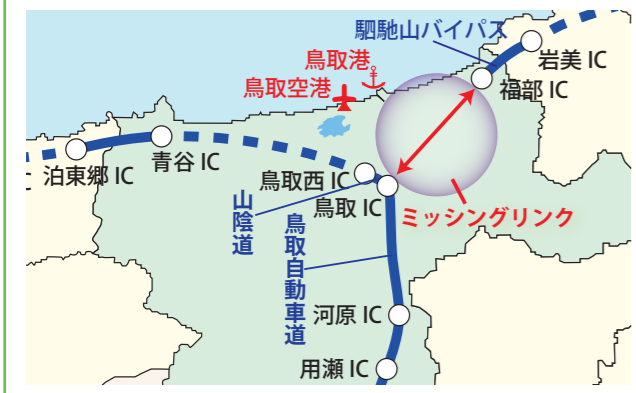 駟馳山バイパス
岩美 IC
鳥取港
福部 IC
鳥取空港
青谷 IC
泊東郷 IC
鳥取西 IC
鳥取 IC
ミッシングリンク
山陰道
鳥取自動車道
河原 IC
用瀬 IC